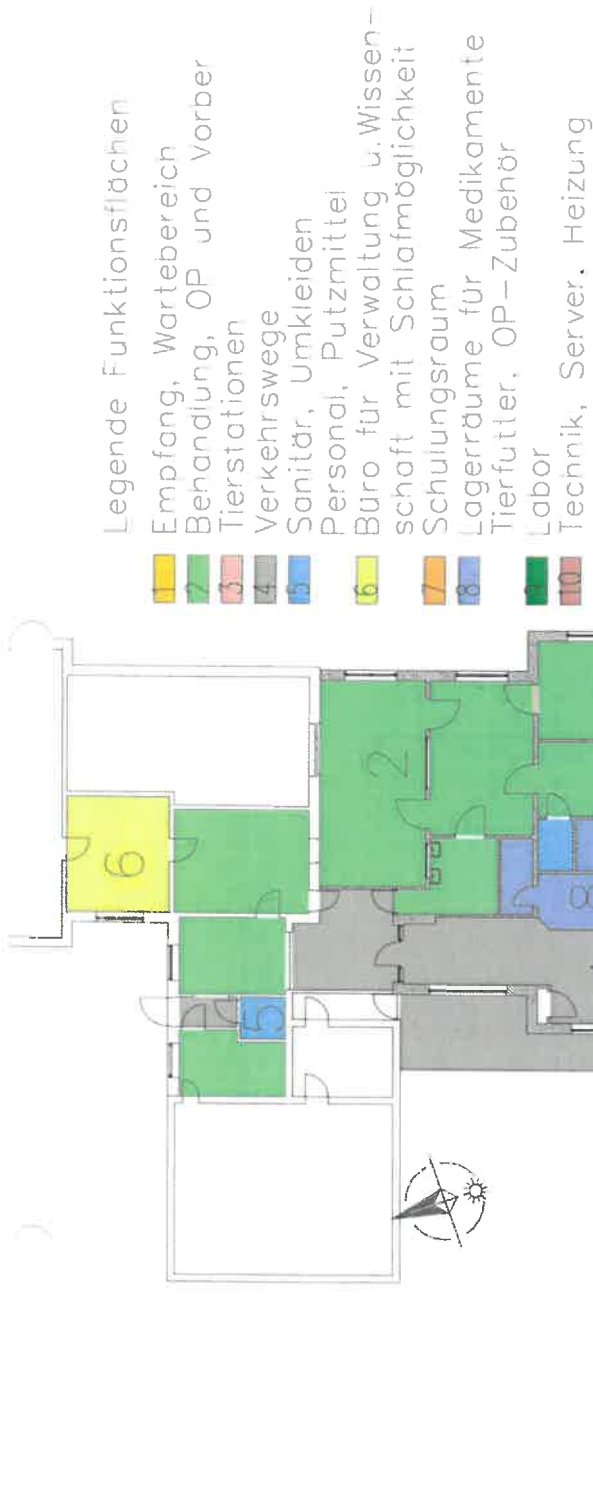 Legende Funktionsflächen
1 Empfang, Wartebereich
2 Behandlung, OP und Vorber
3 Tierstationen
4 Verkehrswege
5 Sanitär, Umkleiden
Personal, Putzmittel
6 Büro für Verwaltung u.Wissen-
schaft mit Schlafmöglichkeit
7 Schulungsraum
8 Lagerräume für Medikamente
Tierfutter, OP-Zubehör
9 Labor
10 Technik, Server, Heizung
6
2
5
8